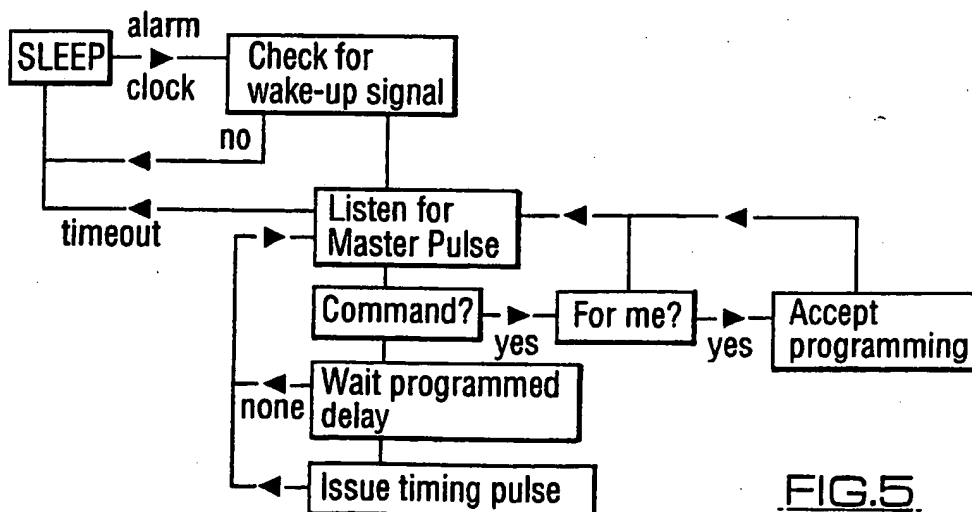 SLEEP
alarm
clock
Check for
wake-up signal
no
timeout
Listen for
Master Pulse
Command?
yes
For me?
yes
Accept
programming
none
Wait programmed
delay
Issue timing pulse
FIG.5